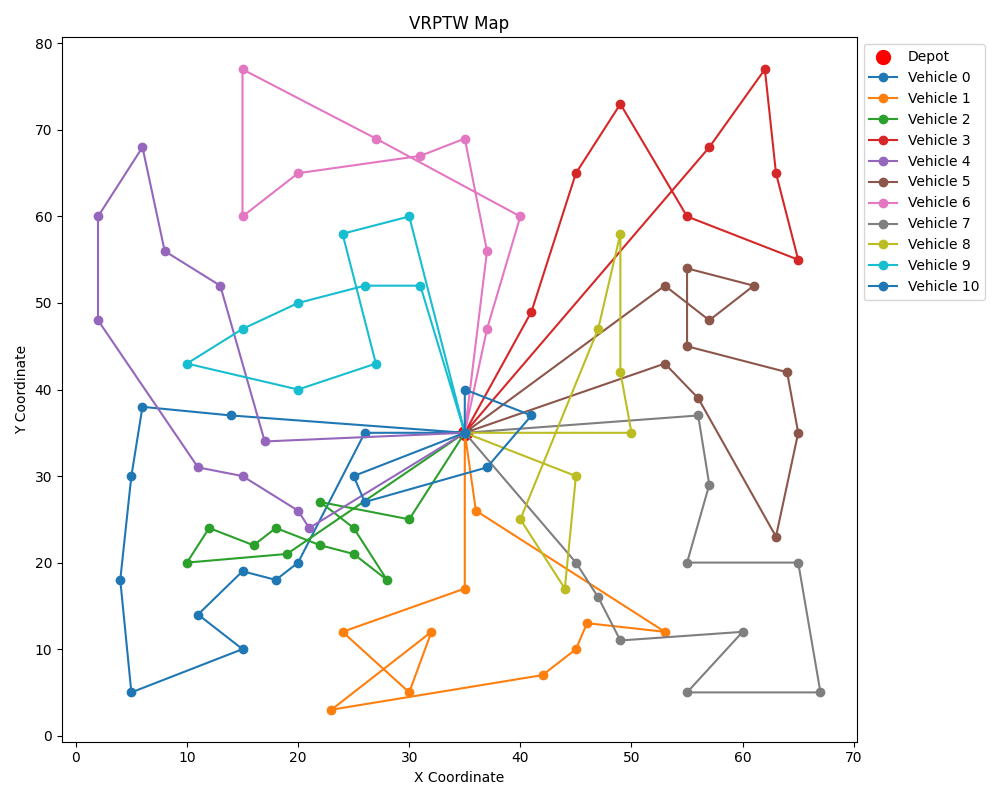 VRPTW Map
Y Coordinate
80
70
60
50
40
30
20
10
0
0 10 20 30 40 50 60 70
X Coordinate
Depot
Vehicle 0
Vehicle 1
Vehicle 2
Vehicle 3
Vehicle 4
Vehicle 5
Vehicle 6
Vehicle 7
Vehicle 8
Vehicle 9
Vehicle 10